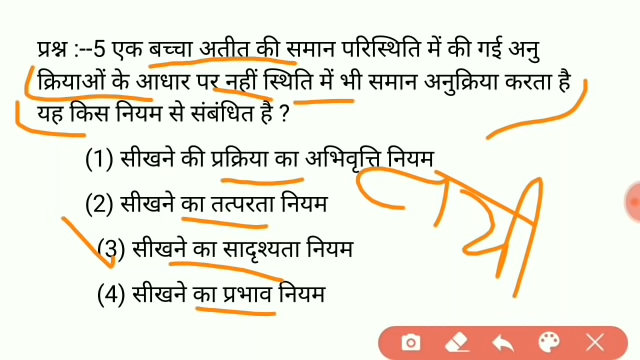 प्रश्न :--5 एक बच्चा अतीत की समान परिस्थिति में की गई अनु
क्रियाओं के आधार पर नहीं स्थिति में भी समान अनुक्रिया करता है
यह किस नियम से संबंधित है ?
(1) सीखने की प्रक्रिया का अभिवृत्ति नियम
(2) सीखने का तत्परता नियम
(3) सीखने का सादृश्यता नियम
(4) सीखने का प्रभाव नियम
नयी